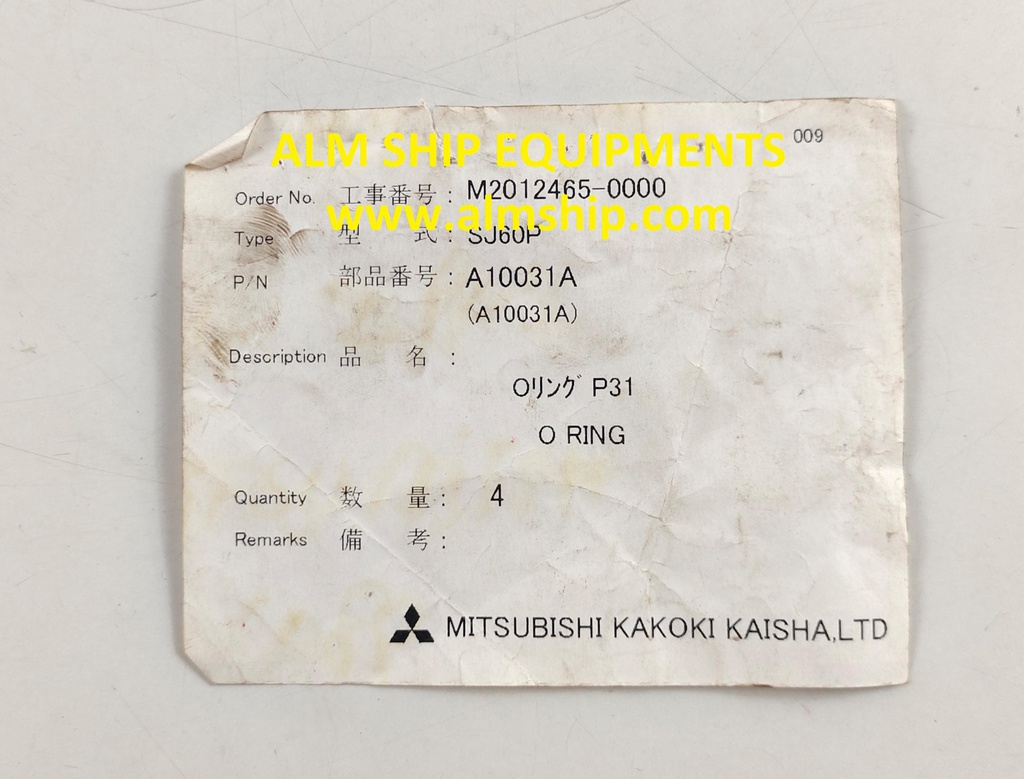 ALM SHIP EQUIPMENTS
009
Order No. 工事番号 : M2012465-0000
www.almship.com
Type 型 式 : SJ60P
P/N 部品番号 : A10031A
(A10031A)
Description 品 名 :
Oリング P31
O RING
Quantity 数 量 : 4
Remarks 備 考 :
MITSUBISHI KAKOKI KAISHA,LTD